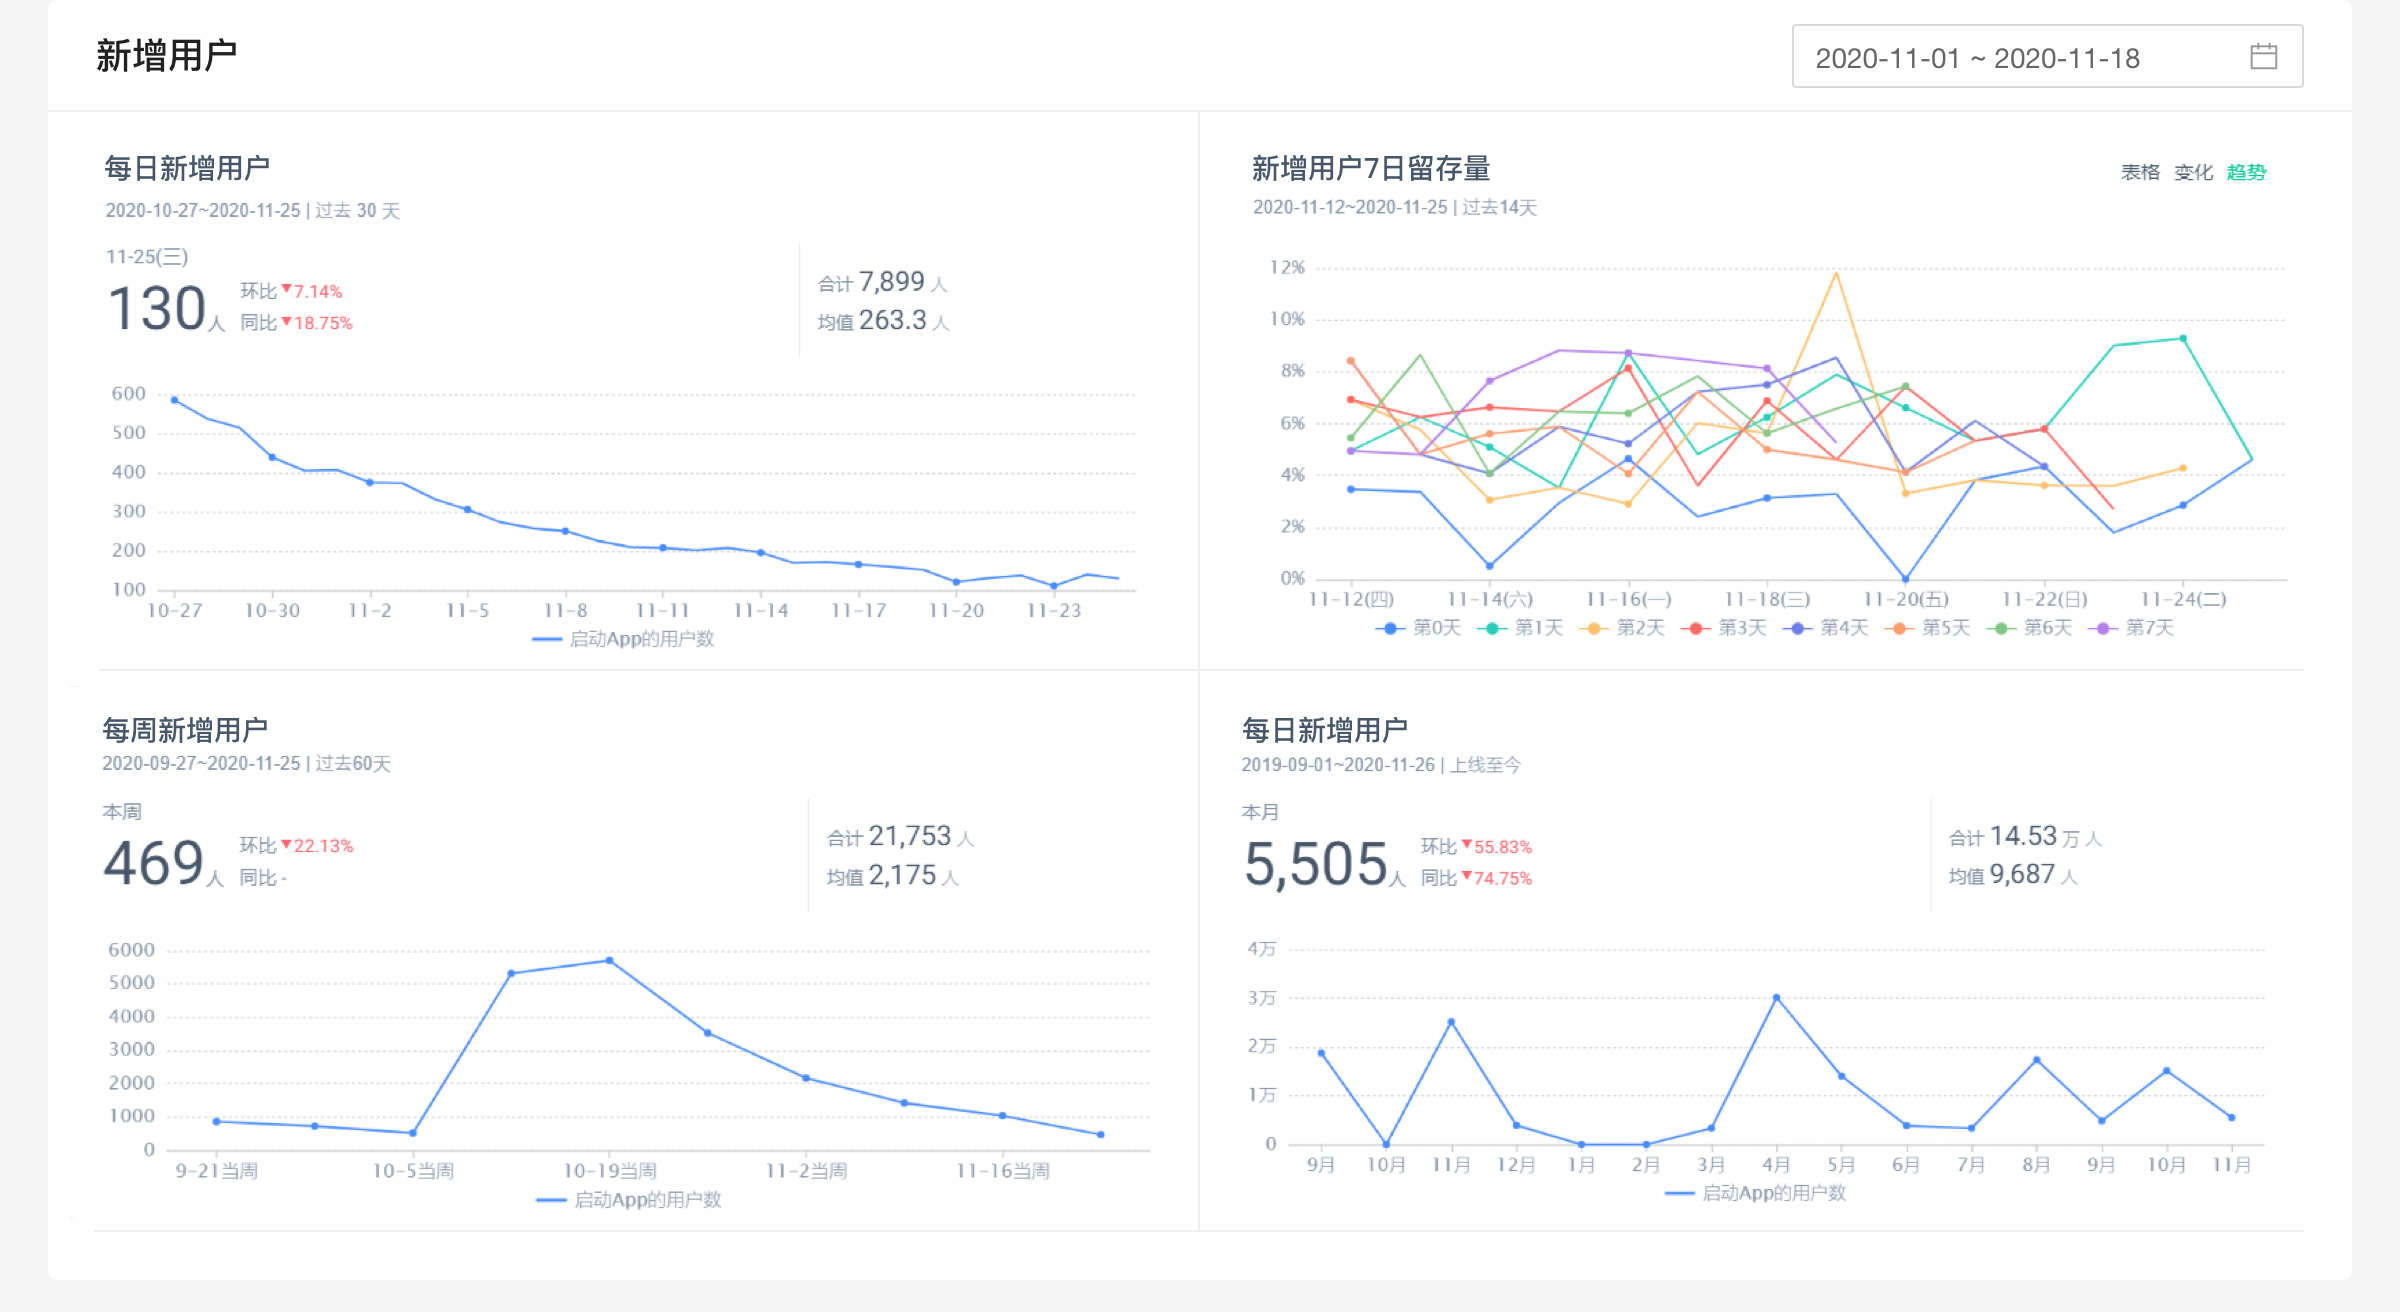 新增用户
2020-11-01 ~ 2020-11-18
每日新增用户
2020-10-27~2020-11-25 | 过去 30 天
11-25(三)
130人
环比 ▼7.14%
同比 ▼18.75%
合计 7,899 人
均值 263.3 人
600
500
400
300
200
100
10-27 10-30 11-2 11-5 11-8 11-11 11-14 11-17 11-20 11-23
启动App的用户数
新增用户7日留存量
表格 变化 趋势
2020-11-12~2020-11-25 | 过去14天
12%
10%
8%
6%
4%
2%
0%
11-12(四) 11-14(六) 11-16(一) 11-18(三) 11-20(五) 11-22(日) 11-24(二)
第0天 第1天 第2天 第3天 第4天 第5天 第6天 第7天
每周新增用户
2020-09-27~2020-11-25 | 过去60天
本周
469人
环比 ▼22.13%
同比 -
合计 21,753 人
均值 2,175 人
6000
5000
4000
3000
2000
1000
0
9-21当周 10-5当周 10-19当周 11-2当周 11-16当周
启动App的用户数
每日新增用户
2019-09-01~2020-11-26 | 上线至今
本月
5,505人
环比 ▼55.83%
同比 ▼74.75%
合计 14.53 万 人
均值 9,687 人
4万
3万
2万
1万
0
9月 10月 11月 12月 1月 2月 3月 4月 5月 6月 7月 8月 9月 10月 11月
启动App的用户数